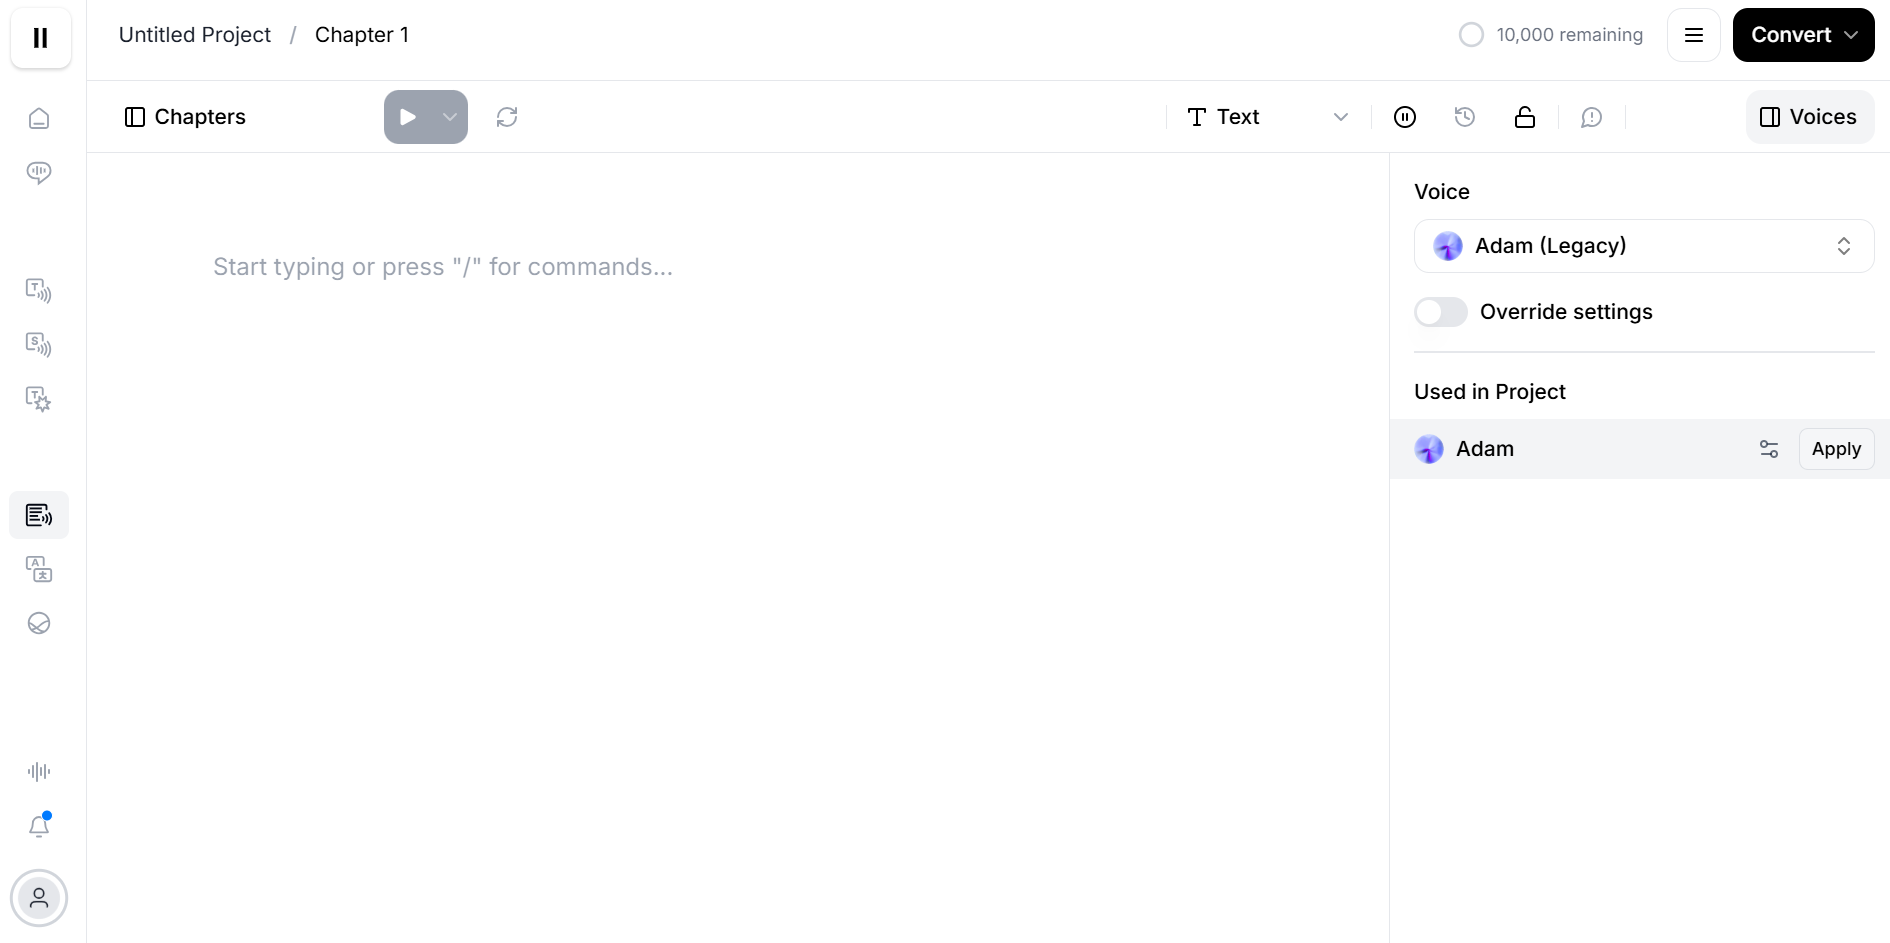 Untitled Project / Chapter 1
10,000 remaining
Convert
Chapters
Text
Voices
Start typing or press "/" for commands...
Voice
Adam (Legacy)
Override settings
Used in Project
Adam
Apply